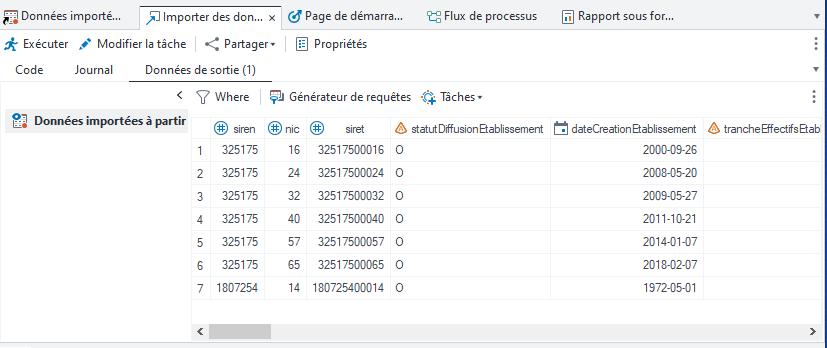 Données importé... Importer des don... Page de démarra... Flux de processus Rapport sous for...
Exécuter Modifier la tâche Partager Propriétés
Code Journal Données de sortie (1)
Where Générateur de requêtes Tâches
Données importées à partir
siren nic siret statutDiffusionEtablissement dateCreationEtablissement trancheEffectifsEtabl
1 325175 16 32517500016 O 2000-09-26
2 325175 24 32517500024 O 2008-05-20
3 325175 32 32517500032 O 2009-05-27
4 325175 40 32517500040 O 2011-10-21
5 325175 57 32517500057 O 2014-01-07
6 325175 65 32517500065 O 2018-02-07
7 1807254 14 180725400014 O 1972-05-01